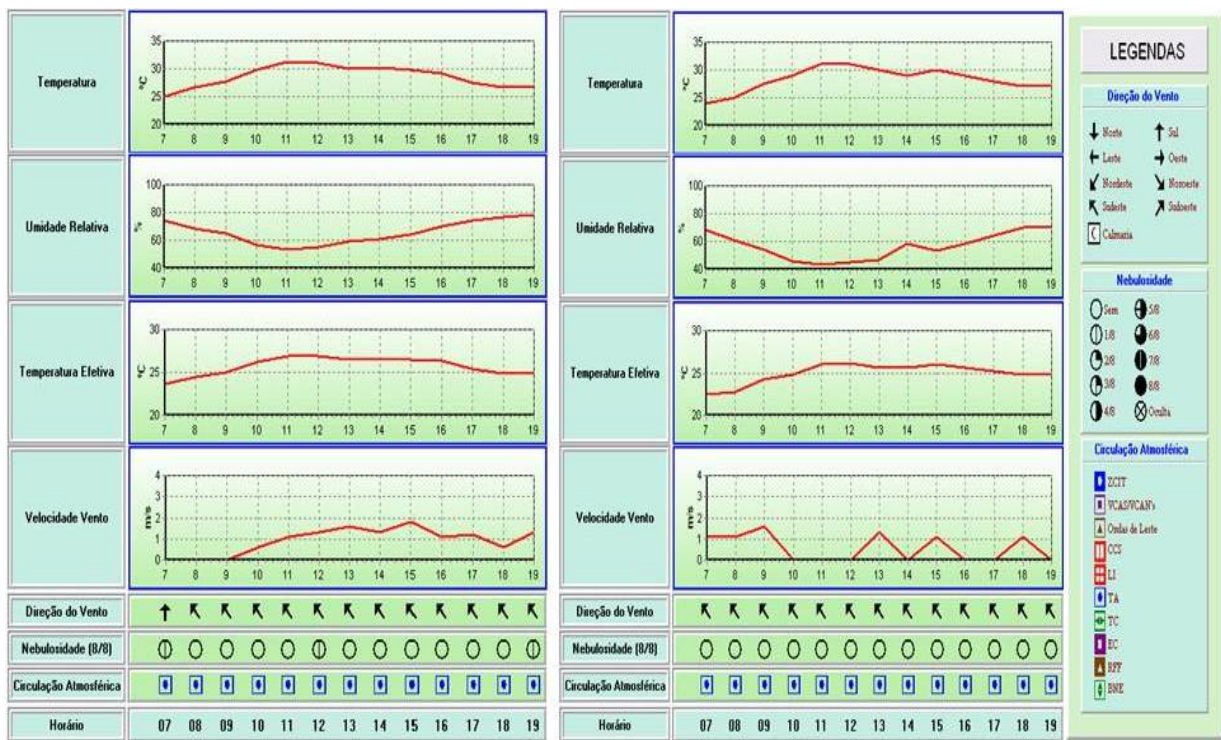 Temperatura
°C
35
30
25
20
7 8 9 10 11 12 13 14 15 16 17 18 19
Umidade Relativa
%
100
80
60
40
7 8 9 10 11 12 13 14 15 16 17 18 19
Temperatura Efetiva
°C
30
25
20
7 8 9 10 11 12 13 14 15 16 17 18 19
Velocidade Vento
m/s
4
3
2
1
0
7 8 9 10 11 12 13 14 15 16 17 18 19
Direção do Vento
Nebulosidade (8/8)
Circulação Atmosférica
Horário 07 08 09 10 11 12 13 14 15 16 17 18 19
Temperatura
°C
35
30
25
20
7 8 9 10 11 12 13 14 15 16 17 18 19
Umidade Relativa
%
100
80
60
40
7 8 9 10 11 12 13 14 15 16 17 18 19
Temperatura Efetiva
°C
30
25
20
7 8 9 10 11 12 13 14 15 16 17 18 19
Velocidade Vento
m/s
4
3
2
1
0
7 8 9 10 11 12 13 14 15 16 17 18 19
Direção do Vento
Nebulosidade (8/8)
Circulação Atmosférica
Horário 07 08 09 10 11 12 13 14 15 16 17 18 19
LEGENDAS
Direção do Vento
Norte Sul
Leste Oeste
Nordeste Noroeste
Sudeste Sudoeste
Calmaria
Nebulosidade
Sem 5/8
1/8 6/8
2/8 7/8
3/8 8/8
4/8 Oculta
Circulação Atmosférica
ZCIT
VCAS/VCAN's
Ondas de Leste
CCS
LI
TA
TC
EC
RFF
BNE